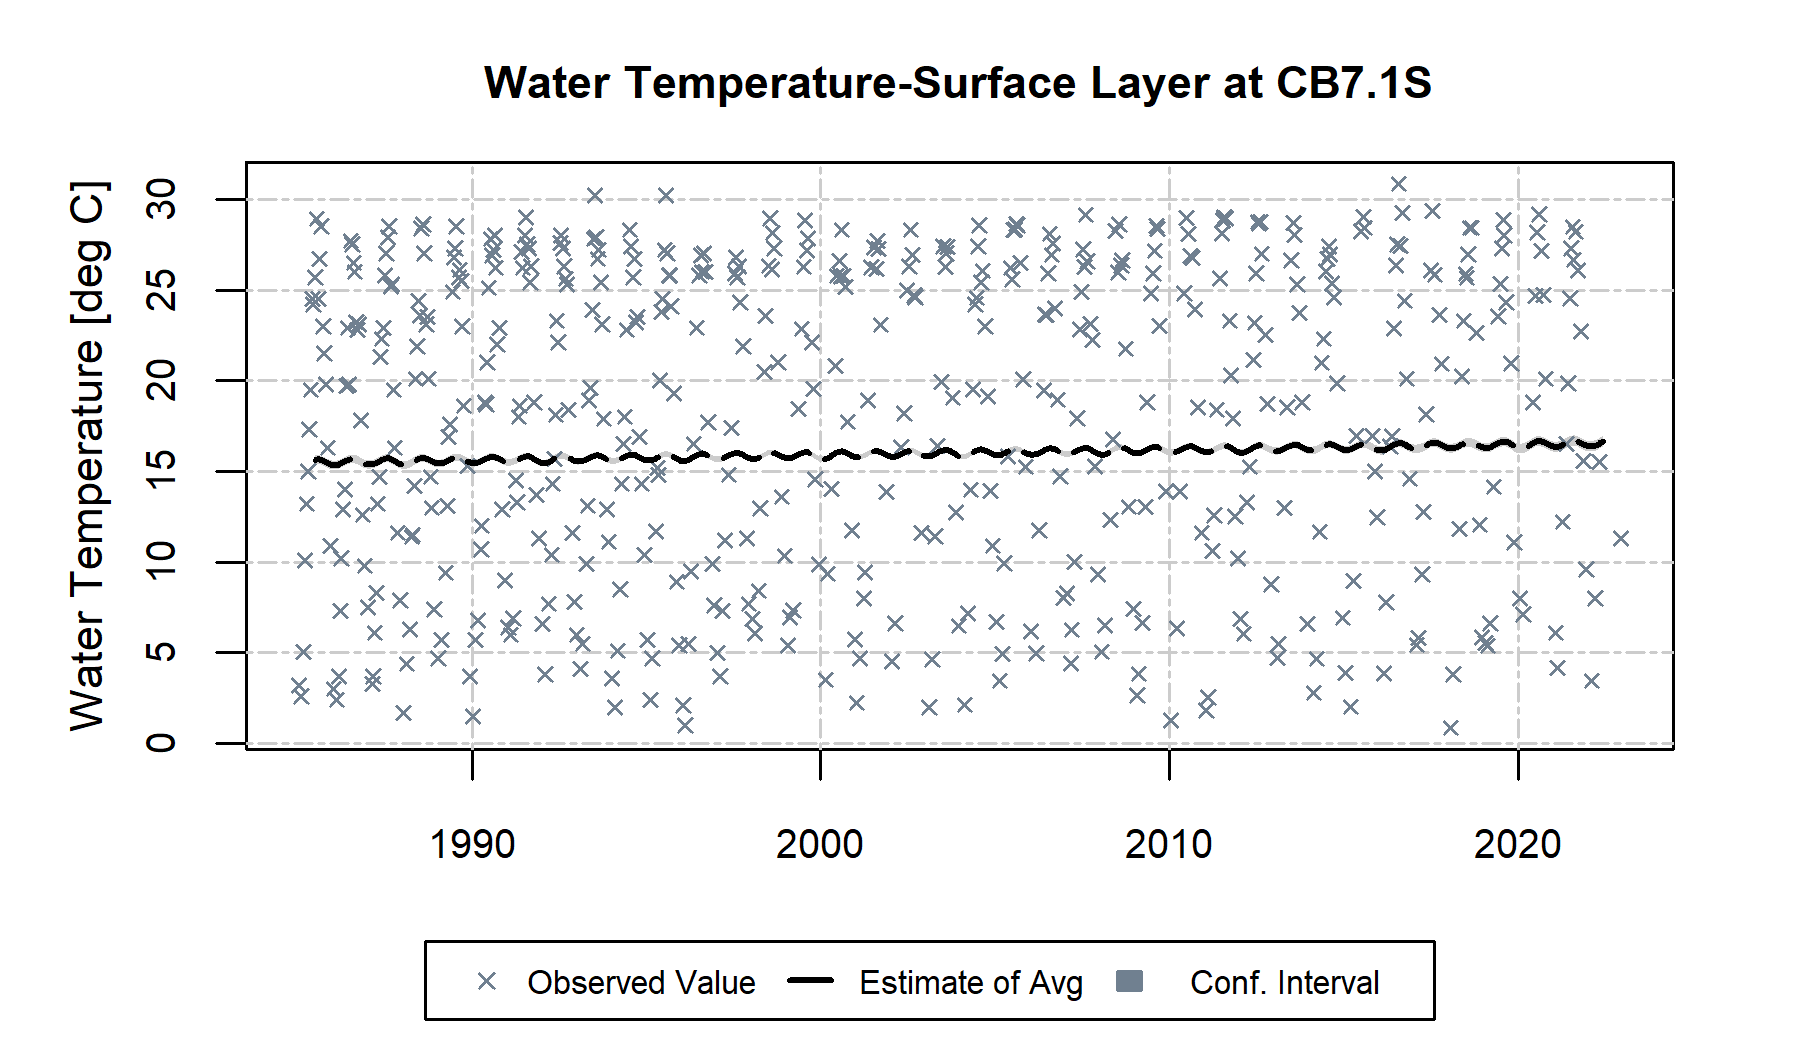 Water Temperature-Surface Layer at CB7.1S
Water Temperature [deg C]
30
25
20
15
10
5
0
1990 2000 2010 2020
Observed Value Estimate of Avg Conf. Interval